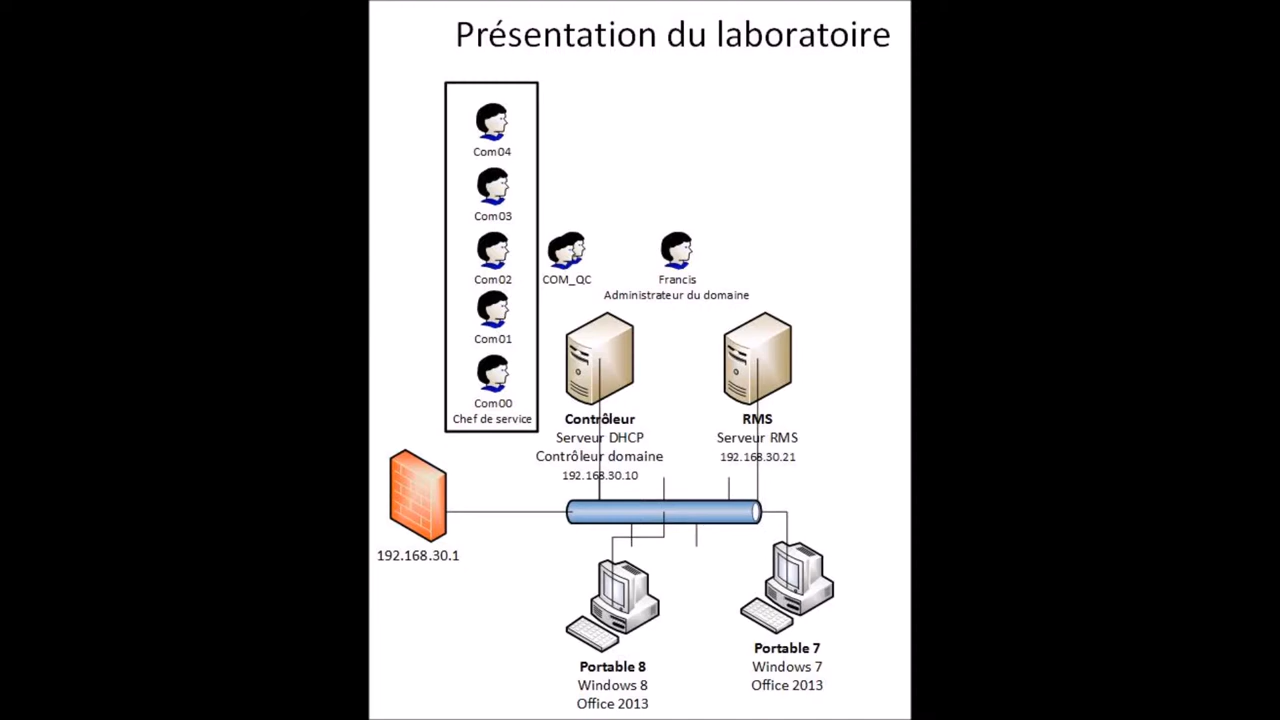 Présentation du laboratoire
Com04
Com03
Com02
COM_QC
Francis
Administrateur du domaine
Com01
Com00
Chef de service
Contrôleur
Serveur DHCP
Contrôleur domaine
192.168.30.10
RMS
Serveur RMS
192.168.30.21
192.168.30.1
Portable 8
Windows 8
Office 2013
Portable 7
Windows 7
Office 2013